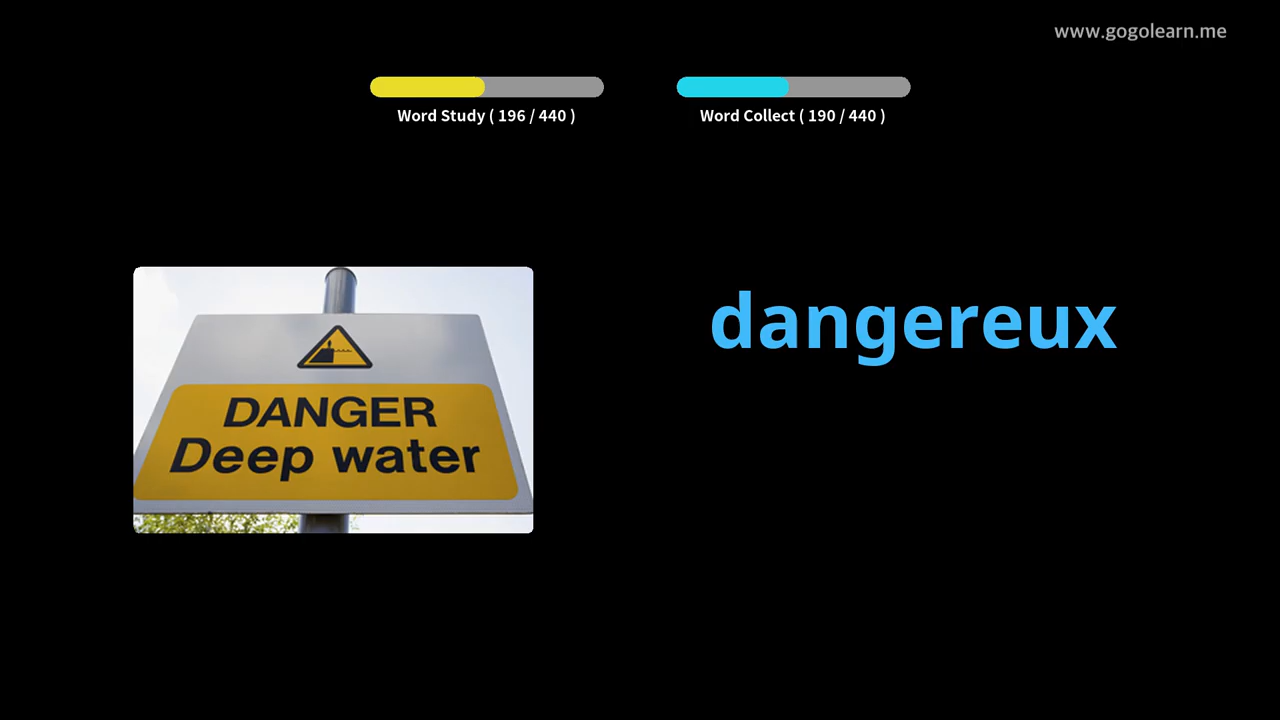 www.gogolearn.me
Word Study ( 196 / 440 )
Word Collect ( 190 / 440 )
DANGER
Deep water
dangereux